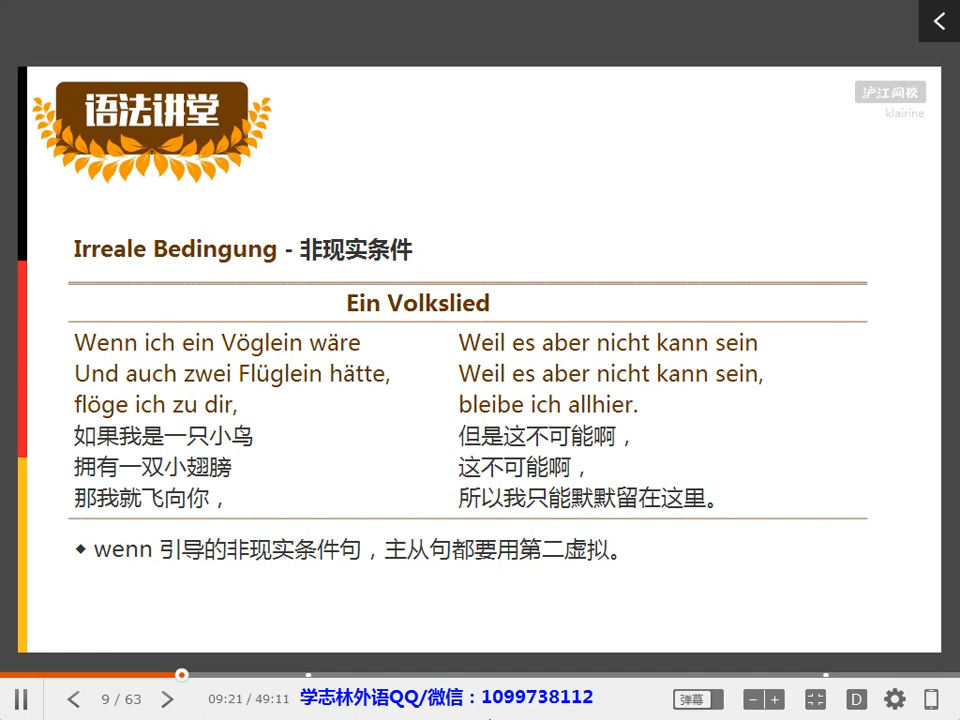 语法讲堂
沪江网校
klairine
Irreale Bedingung - 非现实条件
Ein Volkslied
Wenn ich ein Vöglein wäre
Und auch zwei Flüglein hätte,
flöge ich zu dir,
如果我是一只小鸟
拥有一双小翅膀
那我就飞向你，
Weil es aber nicht kann sein
Weil es aber nicht kann sein,
bleibe ich allhier.
但是这不可能啊，
这不可能啊，
所以我只能默默留在这里。
◆ wenn 引导的非现实条件句，主从句都要用第二虚拟。
9 / 63
09:21 / 49:11
学志林外语QQ/微信：1099738112
弹幕
D